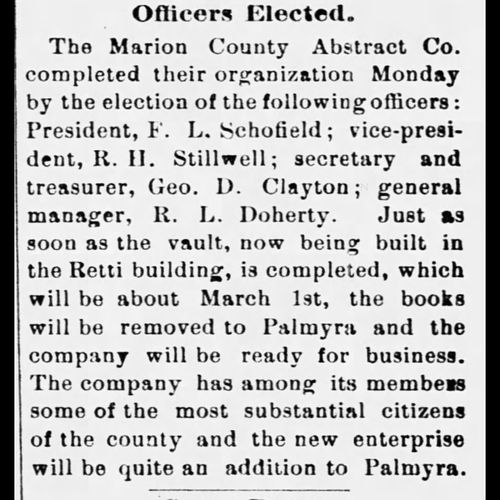 Officers Elected.
The Marion County Abstract Co.
completed their organization Monday
by the election of the following officers:
President, F. L. Schofield; vice-presi-
dent, R. H. Stillwell; secretary and
treasurer, Geo. D. Clayton; general
manager, R. L. Doherty. Just as
soon as the vault, now being built in
the Retti building, is completed, which
will be about March 1st, the books
will be removed to Palmyra and the
company will be ready for business.
The company has among its members
some of the most substantial citizens
of the county and the new enterprise
will be quite an addition to Palmyra.